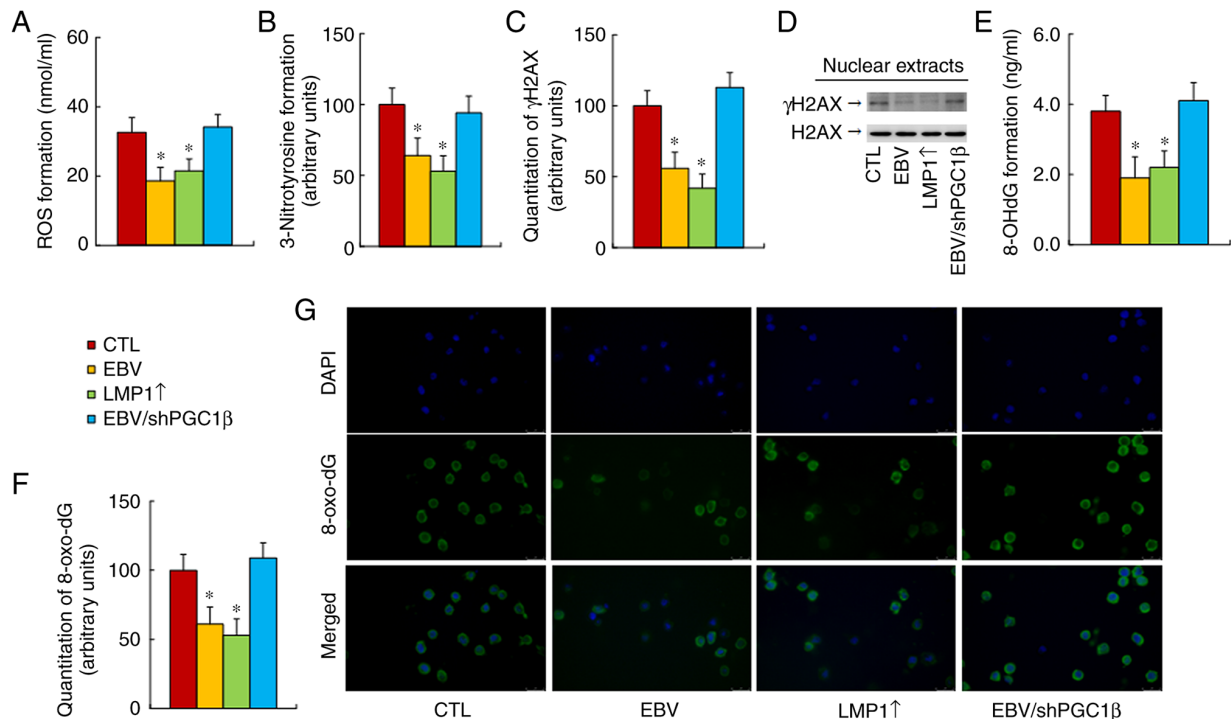 A
ROS formation (nmol/ml)
60
40
20
0
*
*
B
3-Nitrotyrosine formation
(arbitrary units)
150
100
50
0
*
*
C
Quantitation of γH2AX
(arbitrary units)
150
100
50
0
*
*
D
Nuclear extracts
γH2AX →
H2AX →
CTL
EBV
LMP1↑
EBV/shPGC1β
E
8-OHdG formation (ng/ml)
6.0
4.0
2.0
0.0
*
*
CTL
EBV
LMP1↑
EBV/shPGC1β
F
Quantitation of 8-oxo-dG
(arbitrary units)
150
100
50
0
*
*
G
DAPI
8-oxo-dG
Merged
CTL
EBV
LMP1↑
EBV/shPGC1β